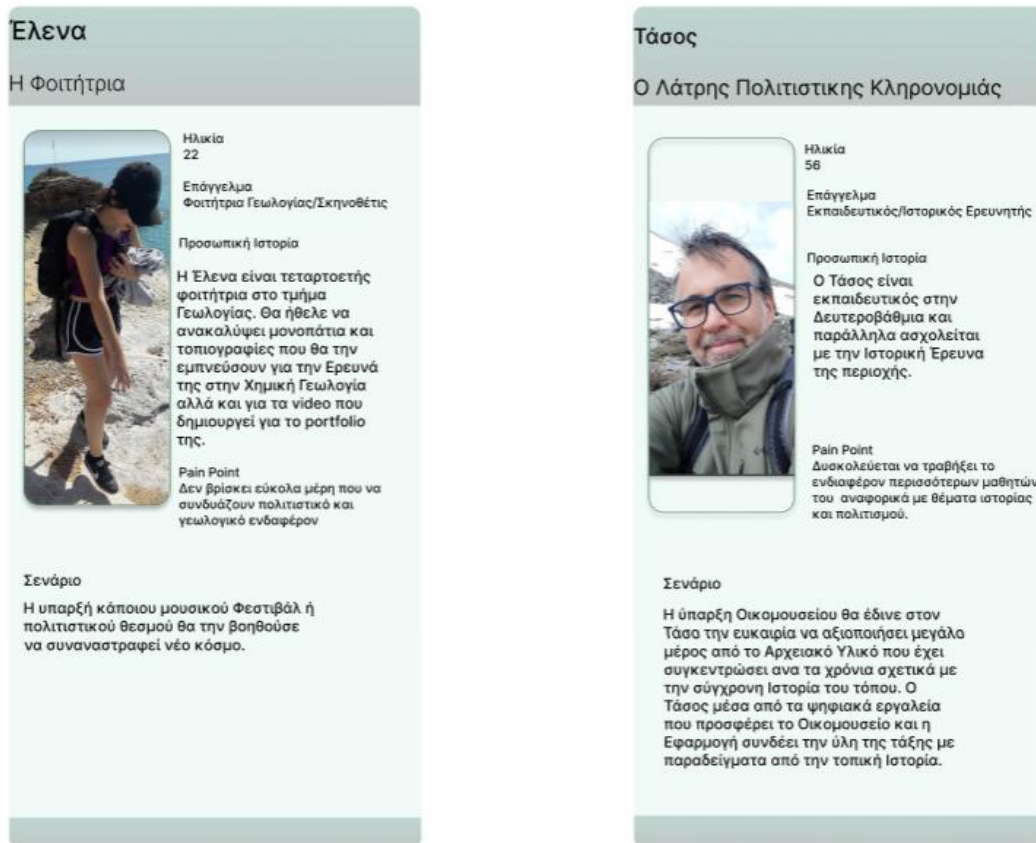 Έλενα
Η Φοιτήτρια
Ηλικία
22
Επάγγελμα
Φοιτήτρια Γεωλογίας/Σκηνοθέτις
Προσωπική Ιστορία
Η Έλενα είναι τεταρτοετής
φοιτήτρια στο τμήμα
Γεωλογίας. Θα ήθελε να
ανακαλύψει μονοπάτια και
τοπιογραφίες που θα την
εμπνεύσουν για την Ερευνά
της στην Χημική Γεωλογία
αλλά και για τα video που
δημιουργεί για το portfolio
της.
Pain Point
Δεν βρίσκει εύκολα μέρη που να
συνδυάζουν πολιτιστικό και
γεωλογικό ενδαφέρον
Σενάριο
Η υπαρξή κάποιου μουσικού Φεστιβάλ ή
πολιτιστικού θεσμού θα την βοηθούσε
να συναναστραφεί νέο κόσμο.
Τάσος
Ο Λάτρης Πολιτιστικης Κληρονομιάς
Ηλικία
56
Επάγγελμα
Εκπαιδευτικός/Ιστορικός Ερευνητής
Προσωπική Ιστορία
Ο Τάσος είναι
εκπαιδευτικός στην
Δευτεροβάθμια και
παράλληλα ασχολείται
με την Ιστορική Έρευνα
της περιοχής.
Pain Point
Δυσκολεύεται να τραβήξει το
ενδιαφέρον περισσότερων μαθητών
του αναφορικά με θέματα ιστορίας
και πολιτισμού.
Σενάριο
Η ύπαρξη Οικομουσείου θα έδινε στον
Τάσο την ευκαιρία να αξιοποιήσει μεγάλο
μέρος από το Αρχειακό Υλικό που έχει
συγκεντρώσει ανα τα χρόνια σχετικά με
την σύγχρονη Ιστορία του τόπου. Ο
Τάσος μέσα από τα ψηφιακά εργαλεία
που προσφέρει το Οικομουσείο και η
Εφαρμογή συνδέει την ύλη της τάξης με
παραδείγματα από την τοπική Ιστορία.